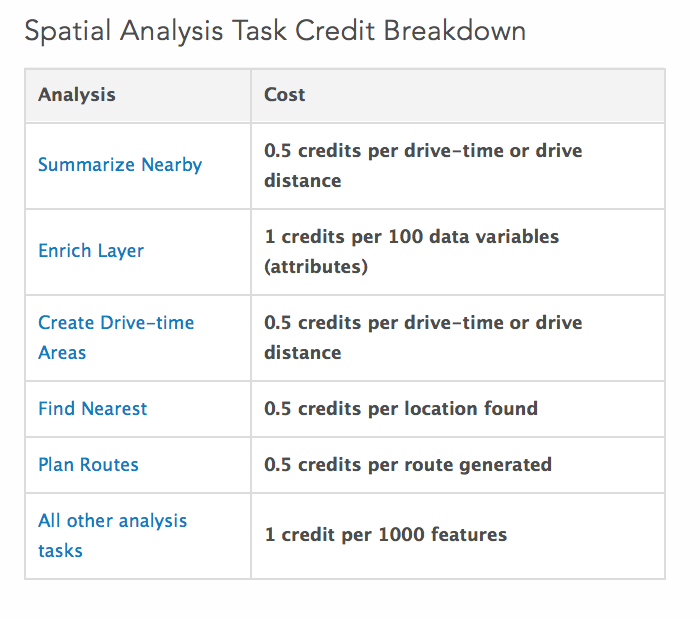 Spatial Analysis Task Credit Breakdown
Analysis
Cost
Summarize Nearby
0.5 credits per drive-time or drive
distance
Enrich Layer
1 credits per 100 data variables
(attributes)
Create Drive-time
Areas
0.5 credits per drive-time or drive
distance
Find Nearest
0.5 credits per location found
Plan Routes
0.5 credits per route generated
All other analysis
tasks
1 credit per 1000 features